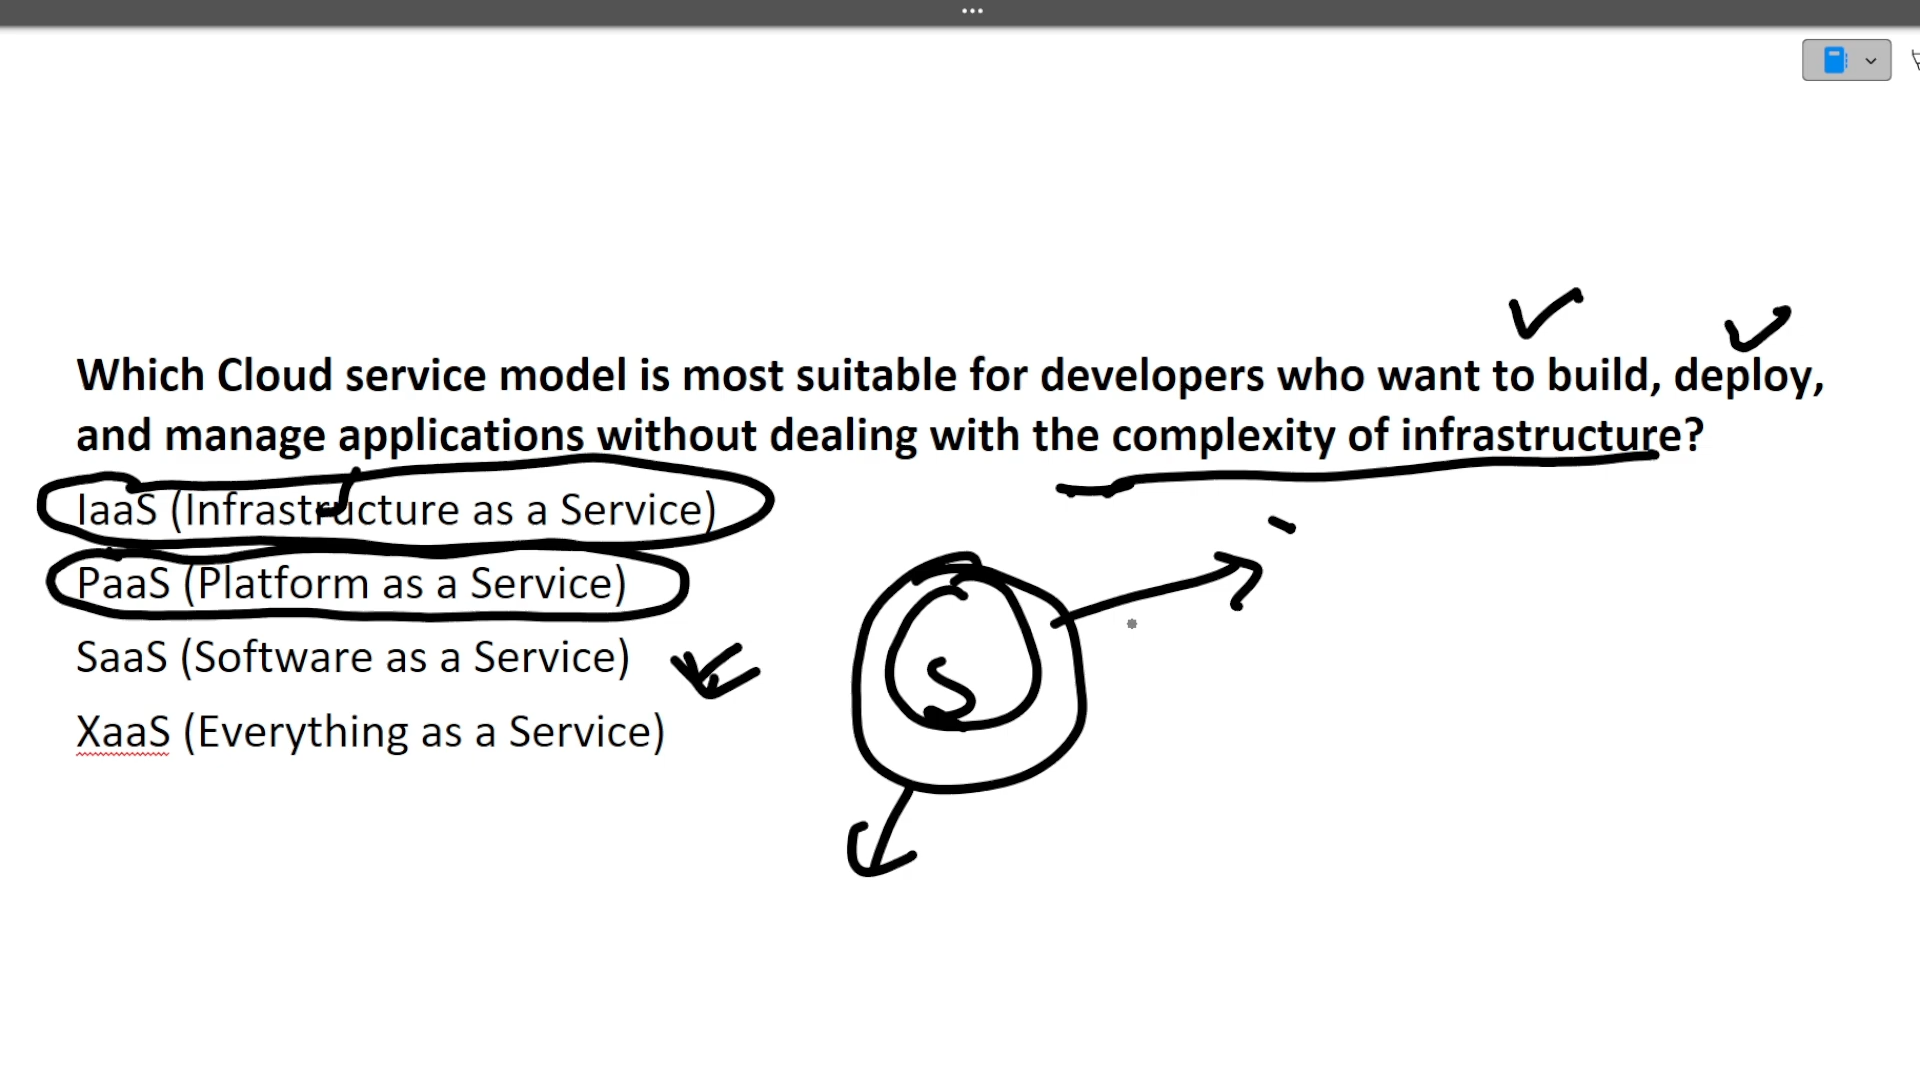 Which Cloud service model is most suitable for developers who want to build, deploy,
and manage applications without dealing with the complexity of infrastructure?
IaaS (Infrastructure as a Service)
PaaS (Platform as a Service)
SaaS (Software as a Service)
XaaS (Everything as a Service)
S